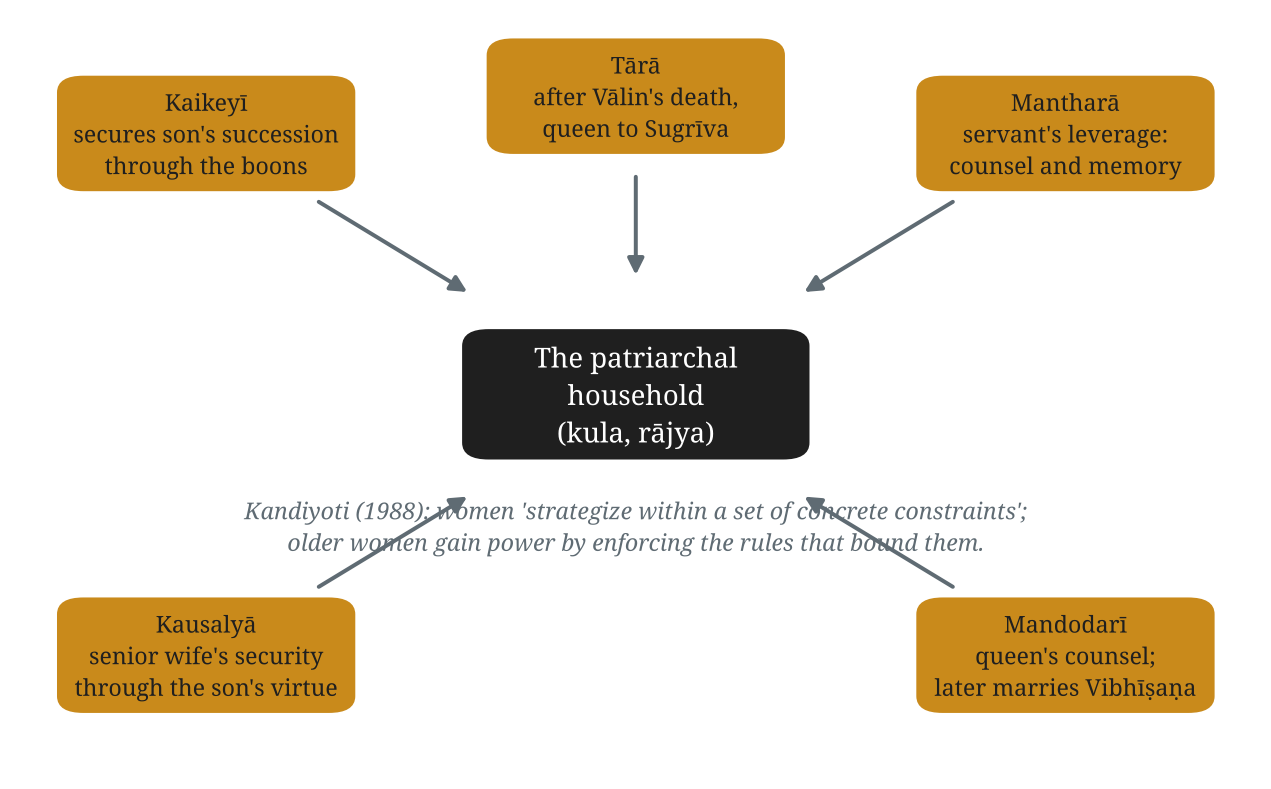 Kaikeyī
secures son's succession
through the boons
Tārā
after Vālin's death,
queen to Sugrīva
Mantharā
servant's leverage:
counsel and memory
The patriarchal
household
(kula, rājya)
Kandiyoti (1988): women 'strategize within a set of concrete constraints';
older women gain power by enforcing the rules that bound them.
Kausalyā
senior wife's security
through the son's virtue
Mandodarī
queen's counsel;
later marries Vibhīṣaṇa